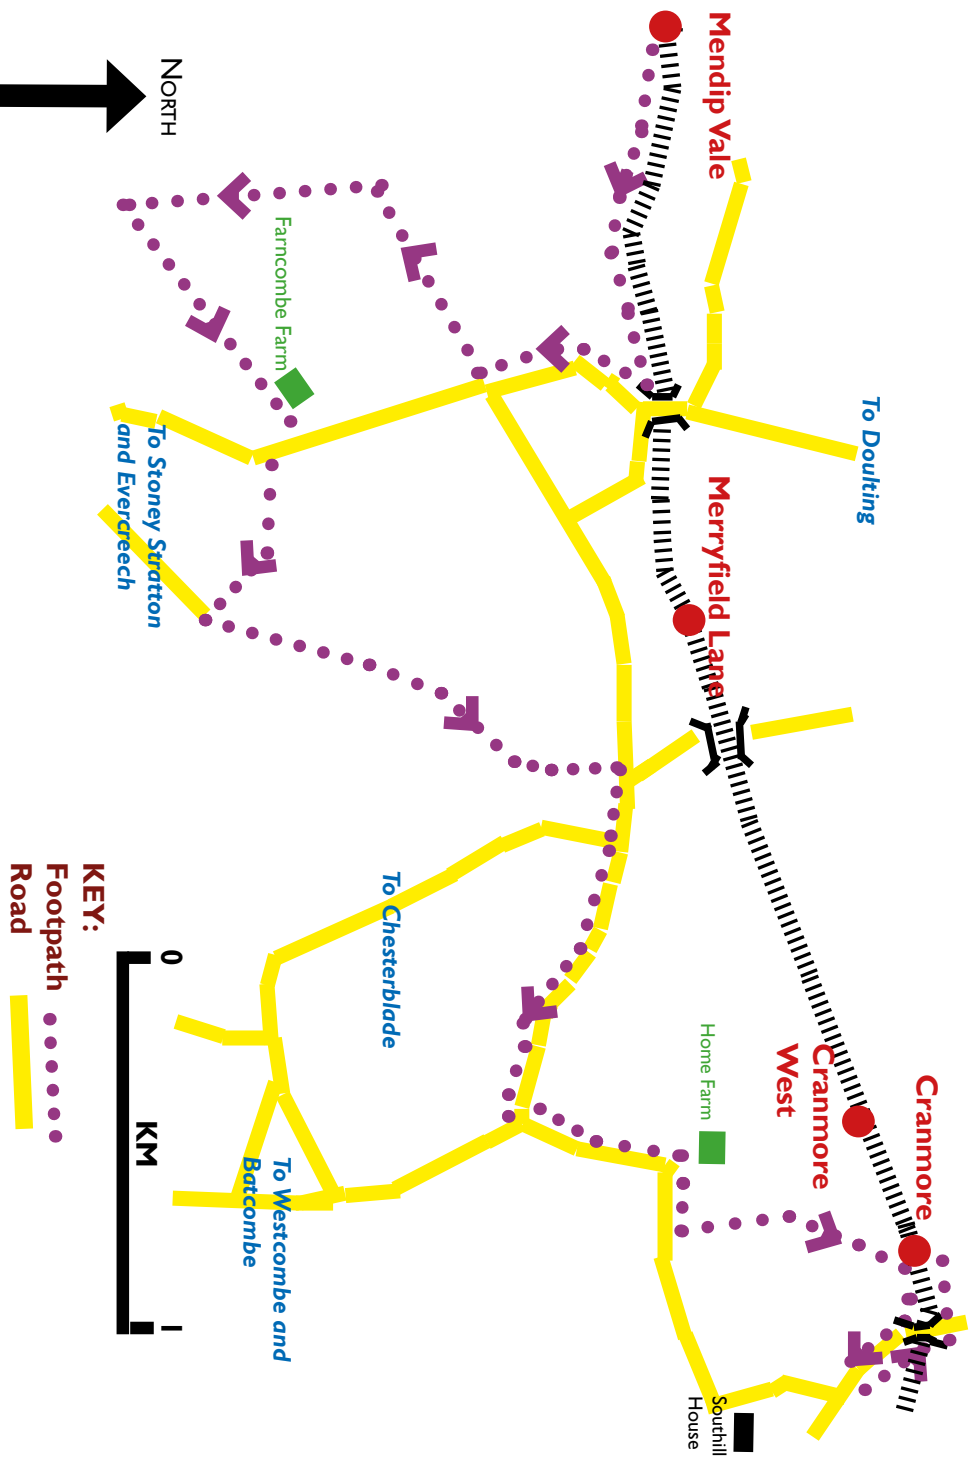 NORTH
Mendip Vale
To Doulting
Merryfield Lane
Farncombe Farm
To Stoney Stratton
and Evercreech
To Chesterblade
Home Farm
Cranmore
West
Cranmore
To Westcombe and
Batcombe
Southill
House
KEY:
Footpath
Road
0
KM
1